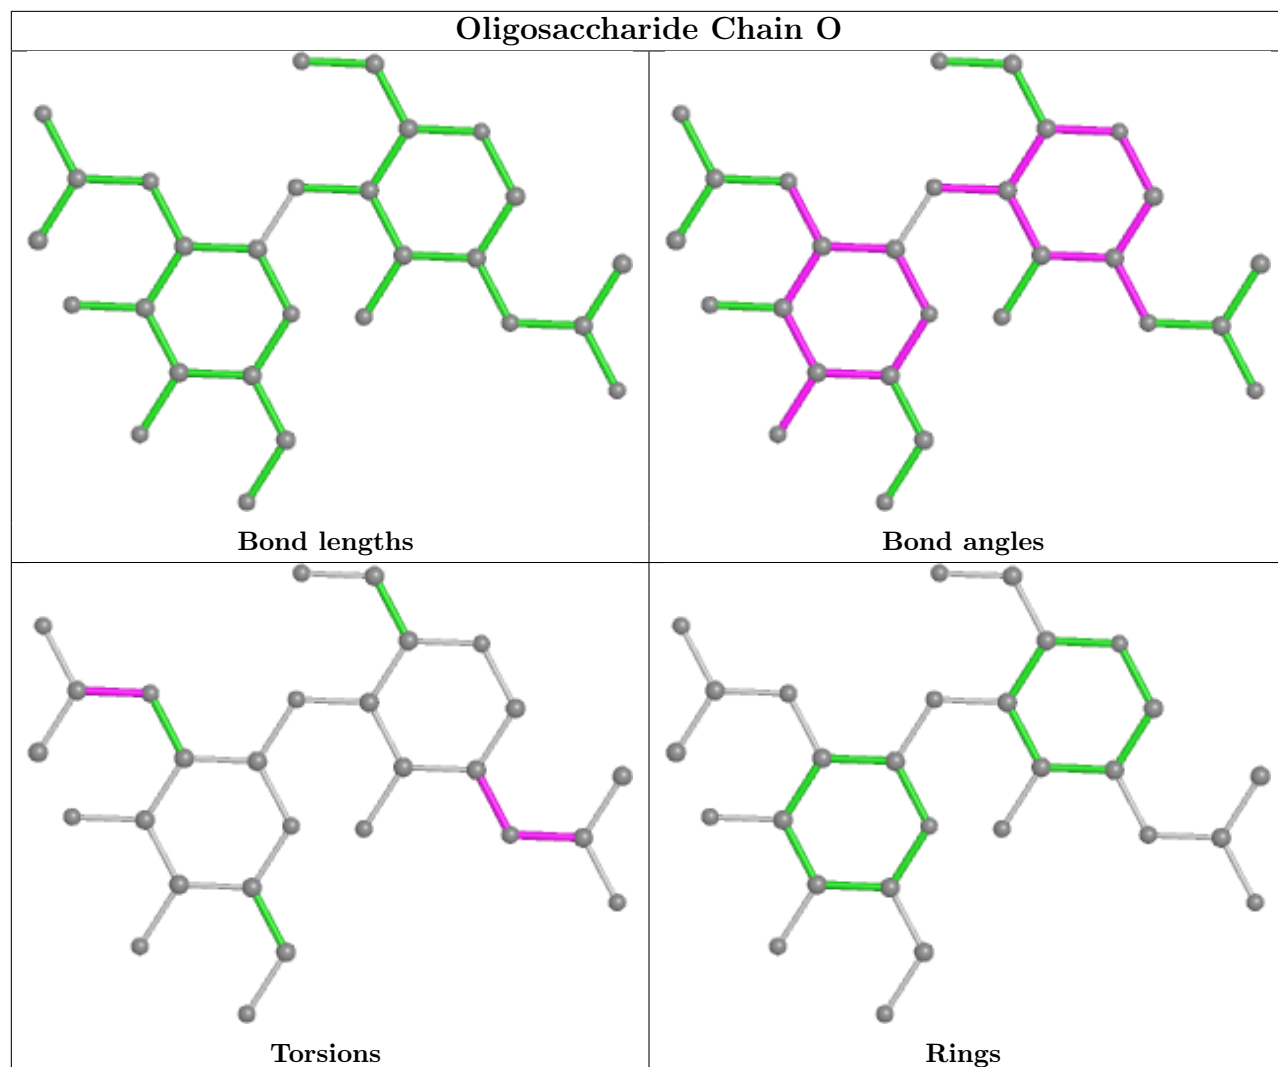 Oligosaccharide Chain O
Bond lengths
Bond angles
Torsions
Rings